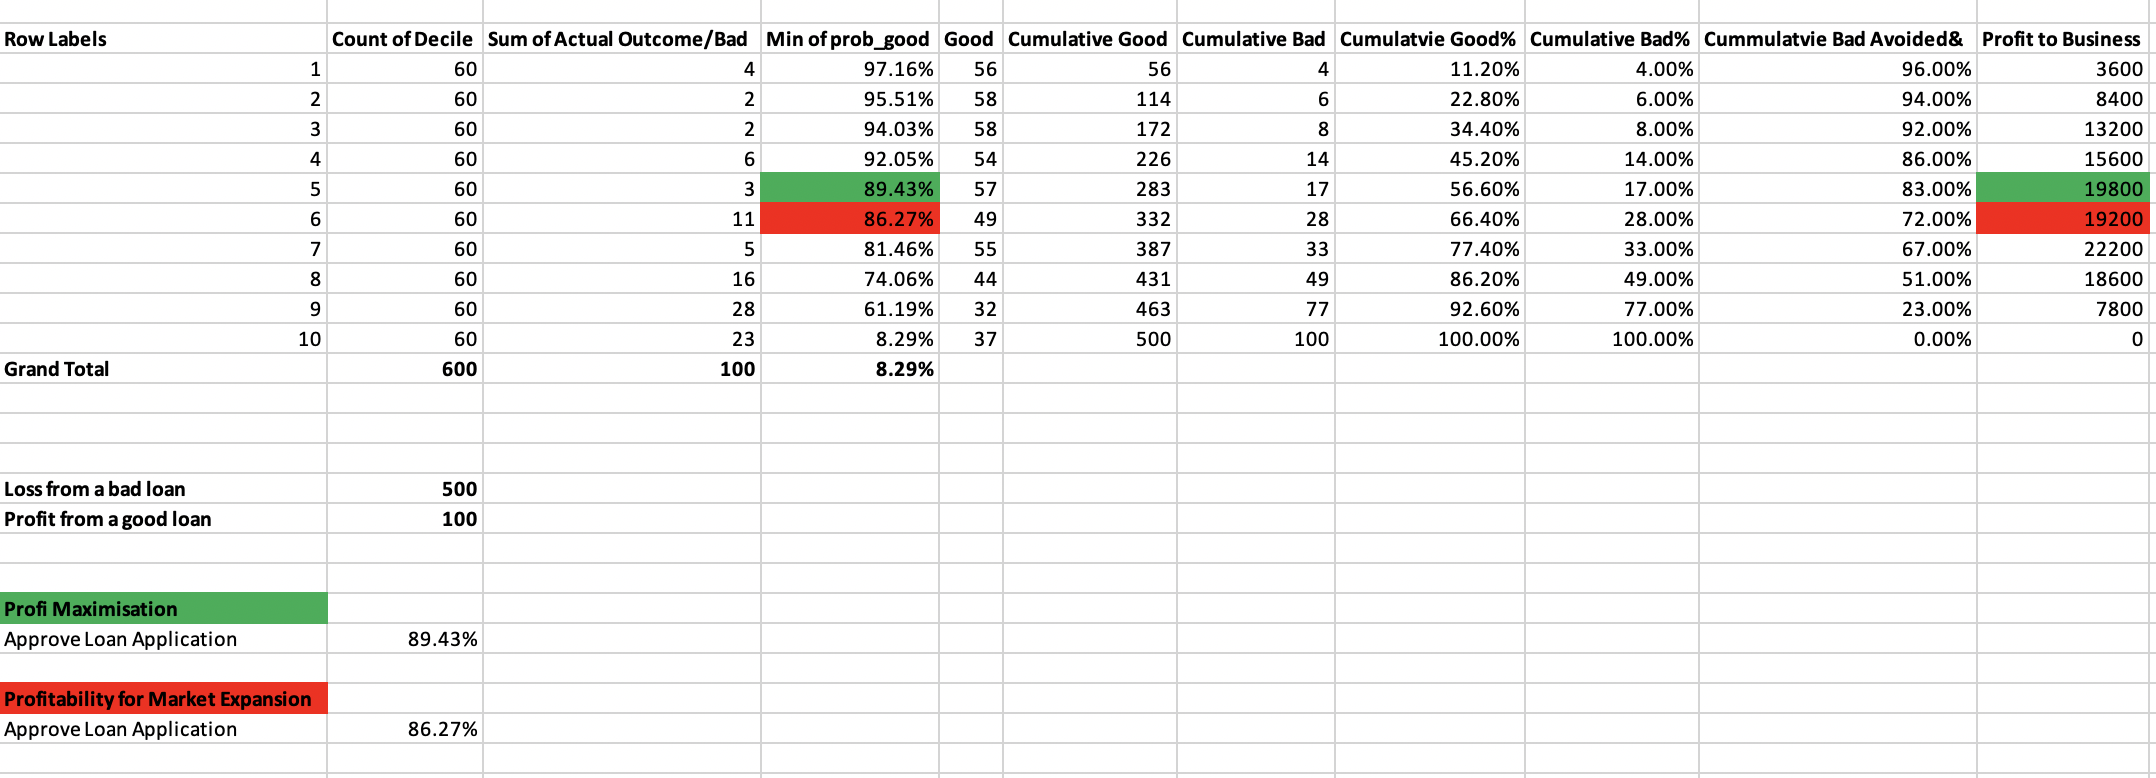 Row Labels Count of Decile Sum of Actual Outcome/Bad Min of prob_good Good Cumulative Good Cumulative Bad Cumulatvie Good% Cumulative Bad% Cummulatvie Bad Avoided& Profit to Business
1 60 4 97.16% 56 56 4 11.20% 4.00% 96.00% 3600
2 60 2 95.51% 58 114 6 22.80% 6.00% 94.00% 8400
3 60 2 94.03% 58 172 8 34.40% 8.00% 92.00% 13200
4 60 6 92.05% 54 226 14 45.20% 14.00% 86.00% 15600
5 60 3 89.43% 57 283 17 56.60% 17.00% 83.00% 19800
6 60 11 86.27% 49 332 28 66.40% 28.00% 72.00% 19200
7 60 5 81.46% 55 387 33 77.40% 33.00% 67.00% 22200
8 60 16 74.06% 44 431 49 86.20% 49.00% 51.00% 18600
9 60 28 61.19% 32 463 77 92.60% 77.00% 23.00% 7800
10 60 23 8.29% 37 500 100 100.00% 100.00% 0.00% 0
Grand Total 600 100 8.29%
Loss from a bad loan 500
Profit from a good loan 100
Profi Maximisation
Approve Loan Application 89.43%
Profitability for Market Expansion
Approve Loan Application 86.27%